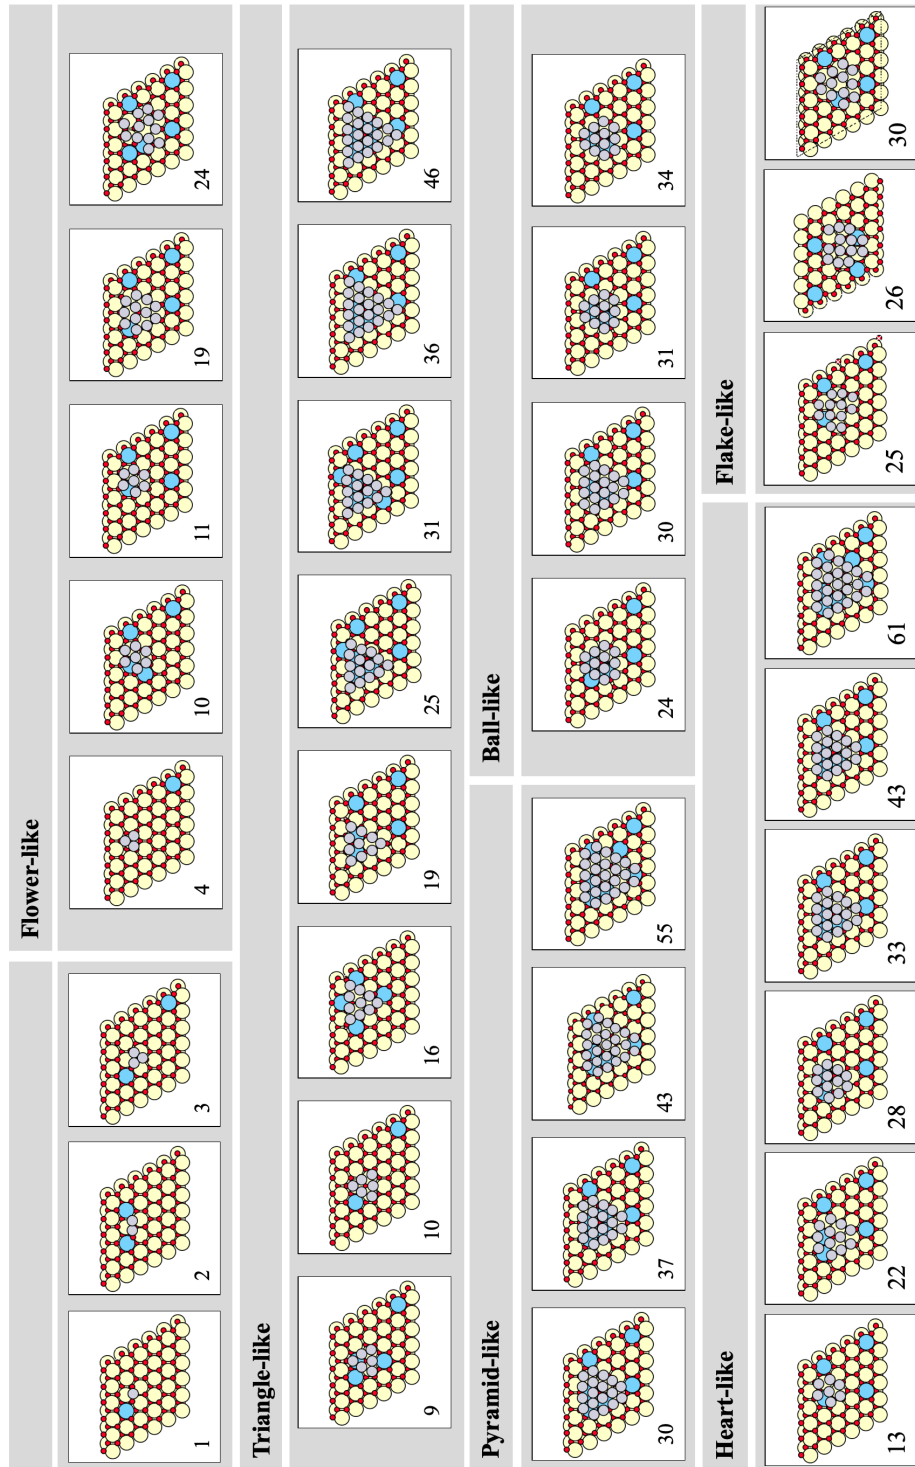 Flower-like
1 2 3 4 10 11 19 24
Triangle-like
9 10 16 19 25 31 36 46
Pyramid-like Ball-like
30 37 43 55 24 30 31 34
Heart-like Flake-like
13 22 28 33 43 61 25 26 30